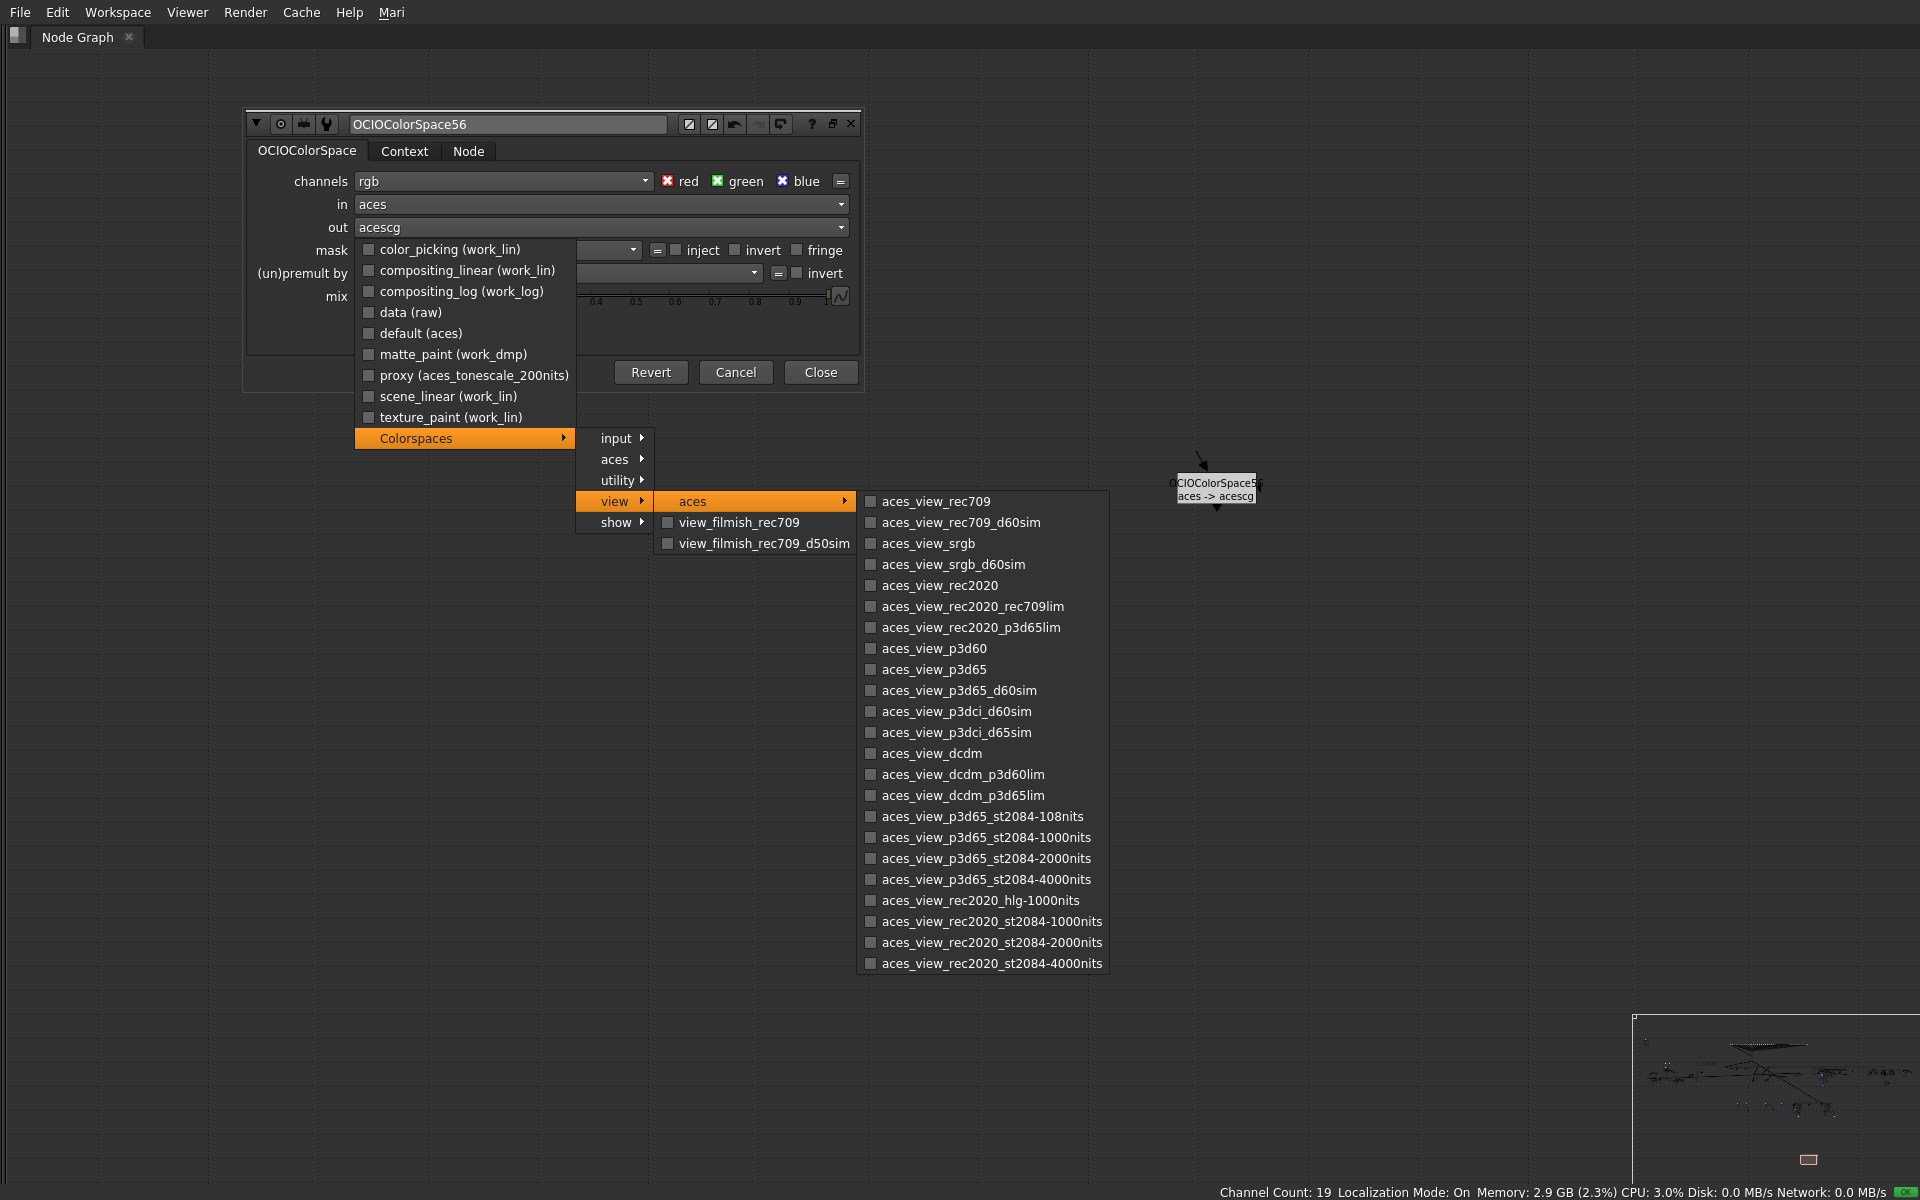 File Edit Workspace Viewer Render Cache Help Mari
Node Graph
OCIOColorSpace56
OCIOColorSpace Context Node
channels rgb red green blue =
in aces
out acescg
mask = inject invert fringe
(un)premult by = invert
mix 0.4 0.5 0.6 0.7 0.8 0.9 1
color_picking (work_lin)
compositing_linear (work_lin)
compositing_log (work_log)
data (raw)
default (aces)
matte_paint (work_dmp)
proxy (aces_tonescale_200nits)
scene_linear (work_lin)
texture_paint (work_lin)
Colorspaces
Revert Cancel Close
input
aces
utility
view
show
aces
view_filmish_rec709
view_filmish_rec709_d50sim
aces_view_rec709
aces_view_rec709_d60sim
aces_view_srgb
aces_view_srgb_d60sim
aces_view_rec2020
aces_view_rec2020_rec709lim
aces_view_rec2020_p3d65lim
aces_view_p3d60
aces_view_p3d65
aces_view_p3d65_d60sim
aces_view_p3dci_d60sim
aces_view_p3dci_d65sim
aces_view_dcdm
aces_view_dcdm_p3d60lim
aces_view_dcdm_p3d65lim
aces_view_p3d65_st2084-108nits
aces_view_p3d65_st2084-1000nits
aces_view_p3d65_st2084-2000nits
aces_view_p3d65_st2084-4000nits
aces_view_rec2020_hlg-1000nits
aces_view_rec2020_st2084-1000nits
aces_view_rec2020_st2084-2000nits
aces_view_rec2020_st2084-4000nits
OCIOColorSpace56
aces -> acescg
Channel Count: 19 Localization Mode: On Memory: 2.9 GB (2.3%) CPU: 3.0% Disk: 0.0 MB/s Network: 0.0 MB/s